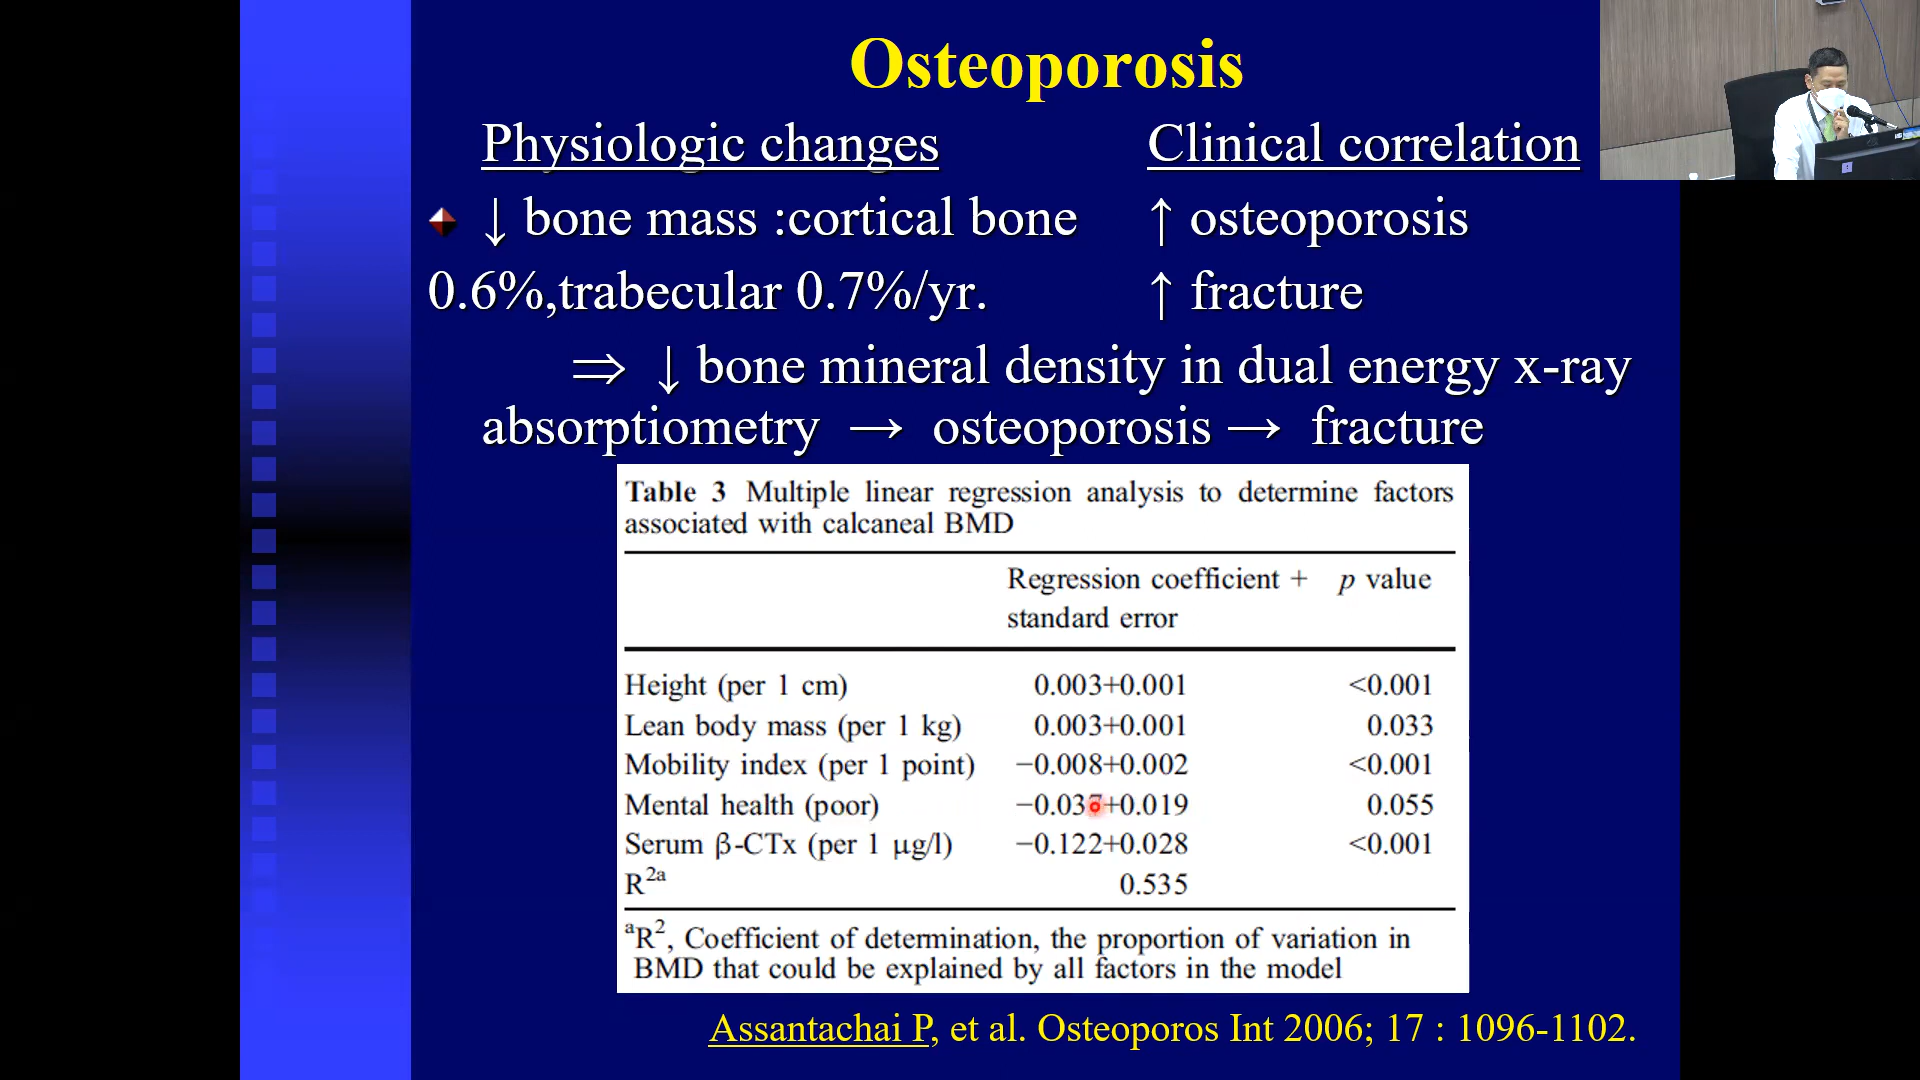 Osteoporosis
Physiologic changes Clinical correlation
↓ bone mass :cortical bone ↑ osteoporosis
0.6%,trabecular 0.7%/yr. ↑ fracture
⇒ ↓ bone mineral density in dual energy x-ray
absorptiometry → osteoporosis → fracture
Table 3 Multiple linear regression analysis to determine factors
associated with calcaneal BMD
Regression coefficient + p value
standard error
Height (per 1 cm) 0.003+0.001 <0.001
Lean body mass (per 1 kg) 0.003+0.001 0.033
Mobility index (per 1 point) −0.008+0.002 <0.001
Mental health (poor) −0.037+0.019 0.055
Serum β-CTx (per 1 μg/l) −0.122+0.028 <0.001
R²ᵃ 0.535
ᵃR², Coefficient of determination, the proportion of variation in
BMD that could be explained by all factors in the model
Assantachai P, et al. Osteoporos Int 2006; 17 : 1096-1102.